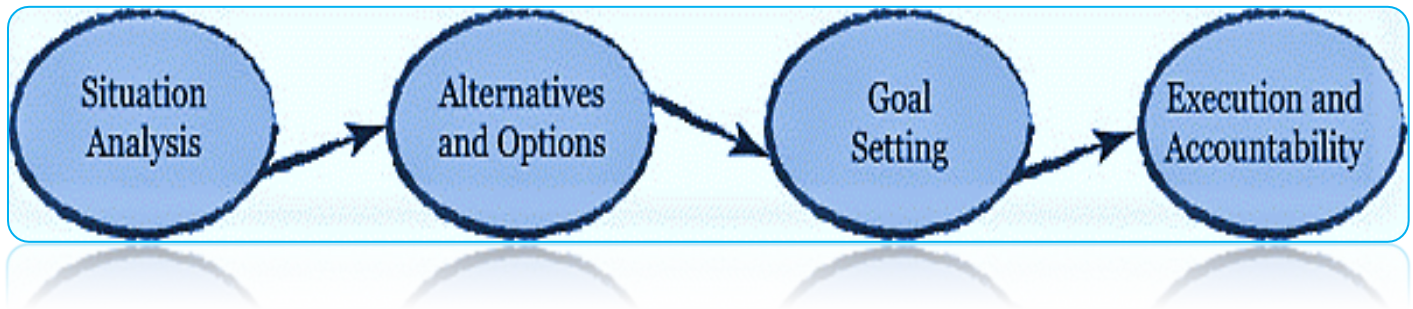 Situation
Analysis
Alternatives
and Options
Goal
Setting
Execution and
Accountability